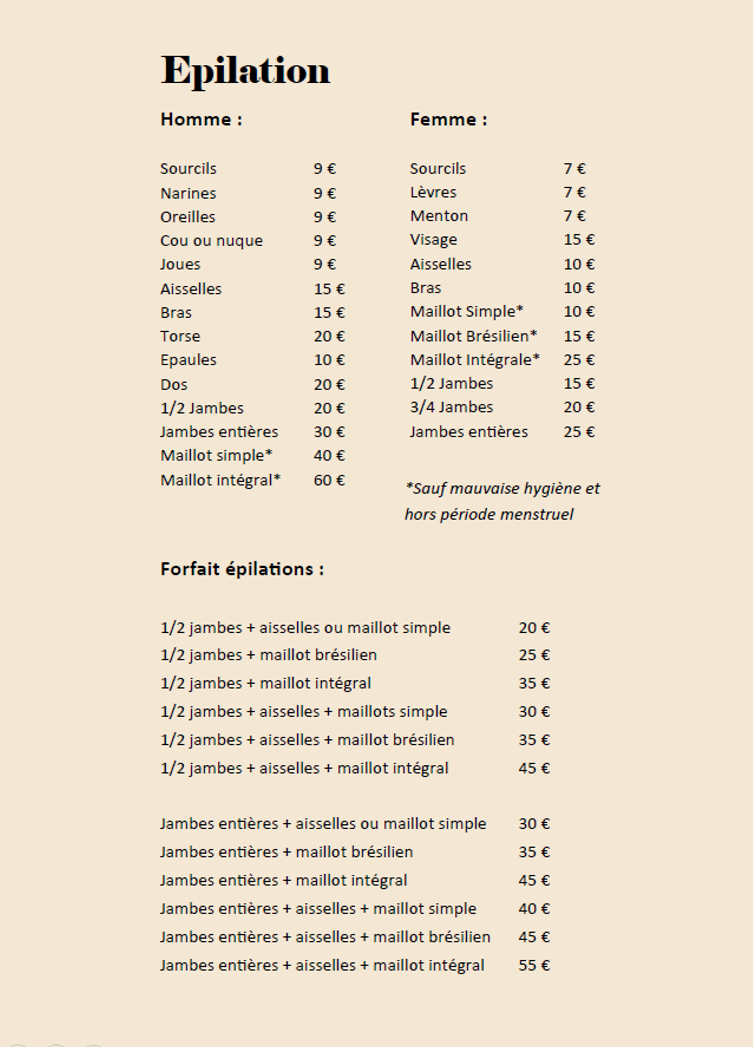 Epilation
Homme :
Sourcils 9 €
Narines 9 €
Oreilles 9 €
Cou ou nuque 9 €
Joues 9 €
Aisselles 15 €
Bras 15 €
Torse 20 €
Epaules 10 €
Dos 20 €
1/2 Jambes 20 €
Jambes entières 30 €
Maillot simple* 40 €
Maillot intégral* 60 €
Femme :
Sourcils 7 €
Lèvres 7 €
Menton 7 €
Visage 15 €
Aisselles 10 €
Bras 10 €
Maillot Simple* 10 €
Maillot Brésilien* 15 €
Maillot Intégrale* 25 €
1/2 Jambes 15 €
3/4 Jambes 20 €
Jambes entières 25 €
*Sauf mauvaise hygiène et
hors période menstruel
Forfait épilations :
1/2 jambes + aisselles ou maillot simple 20 €
1/2 jambes + maillot brésilien 25 €
1/2 jambes + maillot intégral 35 €
1/2 jambes + aisselles + maillots simple 30 €
1/2 jambes + aisselles + maillot brésilien 35 €
1/2 jambes + aisselles + maillot intégral 45 €
Jambes entières + aisselles ou maillot simple 30 €
Jambes entières + maillot brésilien 35 €
Jambes entières + maillot intégral 45 €
Jambes entières + aisselles + maillot simple 40 €
Jambes entières + aisselles + maillot brésilien 45 €
Jambes entières + aisselles + maillot intégral 55 €